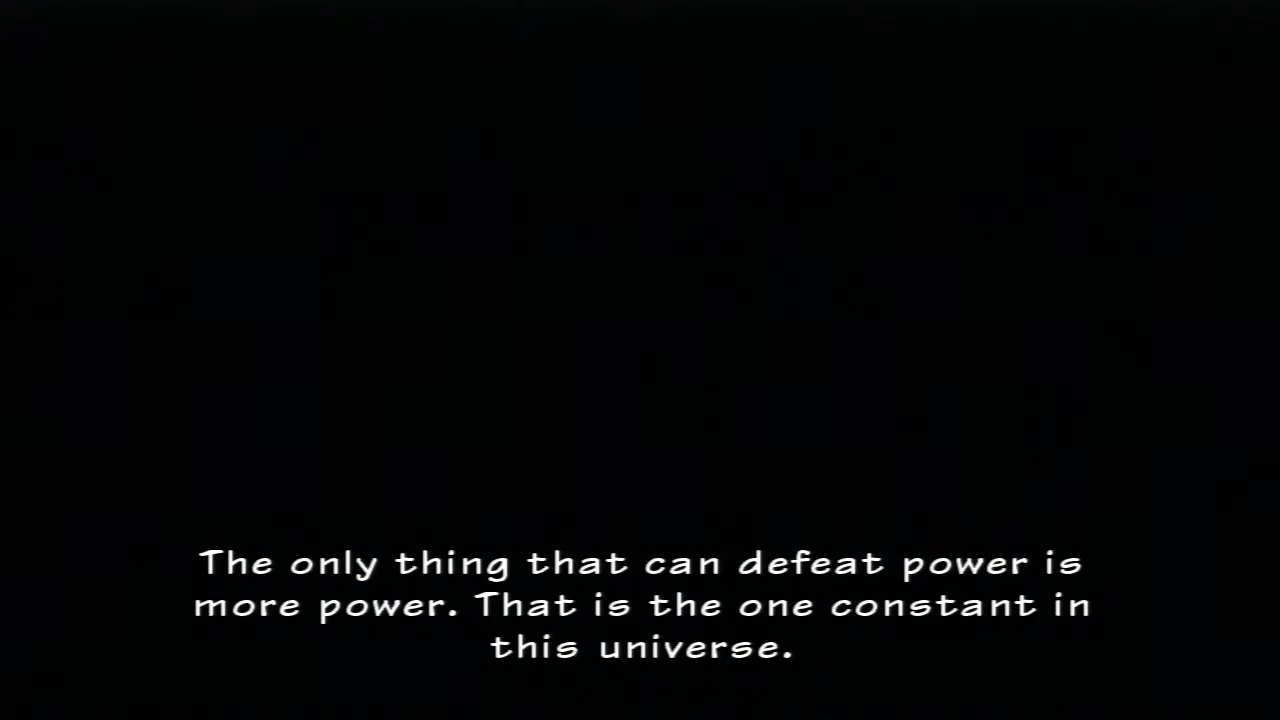 The only thing that can defeat power is
more power. That is the one constant in
this universe.